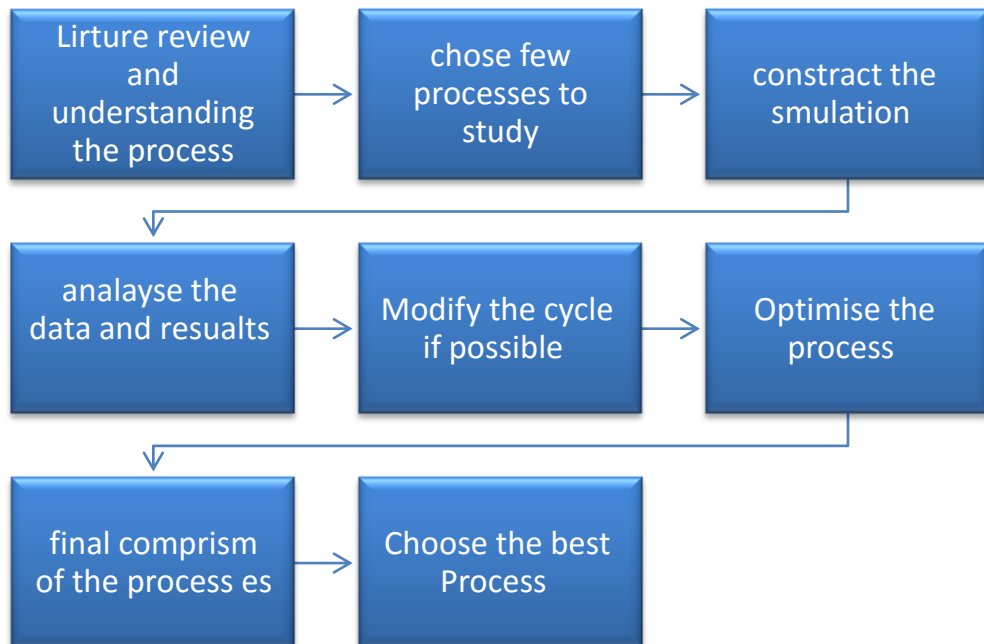 Lirture review
and
understanding
the process
chose few
processes to
study
constract the
smulation
analayse the
data and resualts
Modify the cycle
if possible
Optimise the
process
final comprism
of the process es
Choose the best
Process